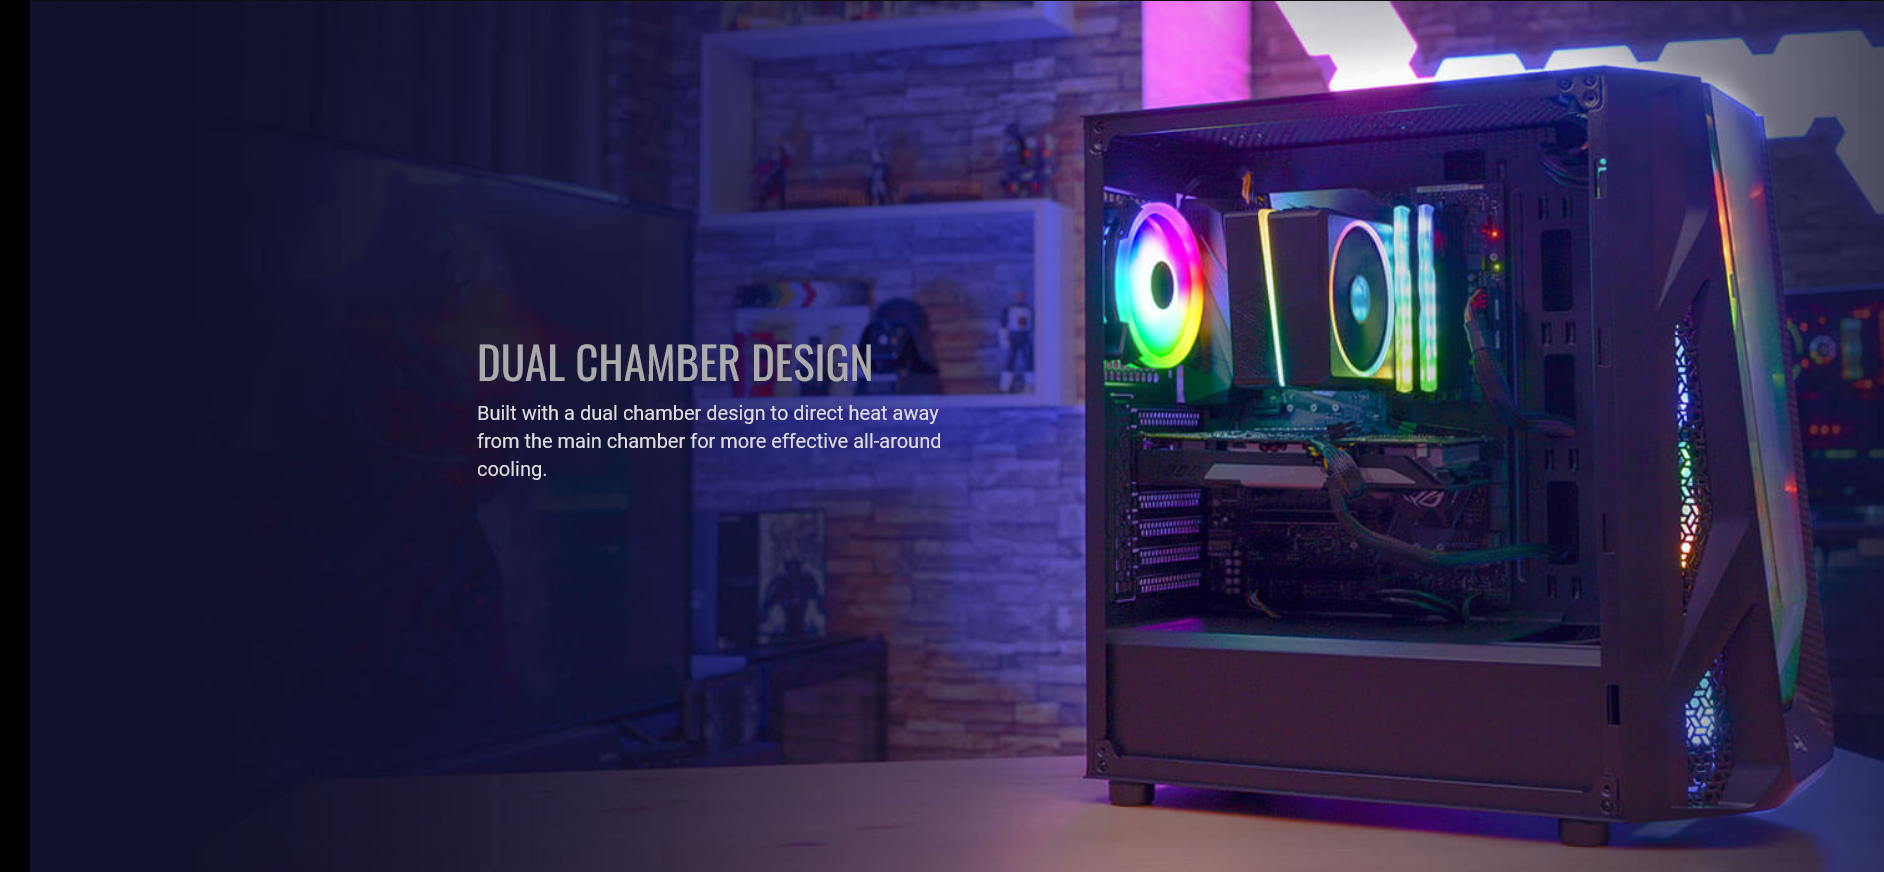 DUAL CHAMBER DESIGN
Built with a dual chamber design to direct heat away
from the main chamber for more effective all-around
cooling.